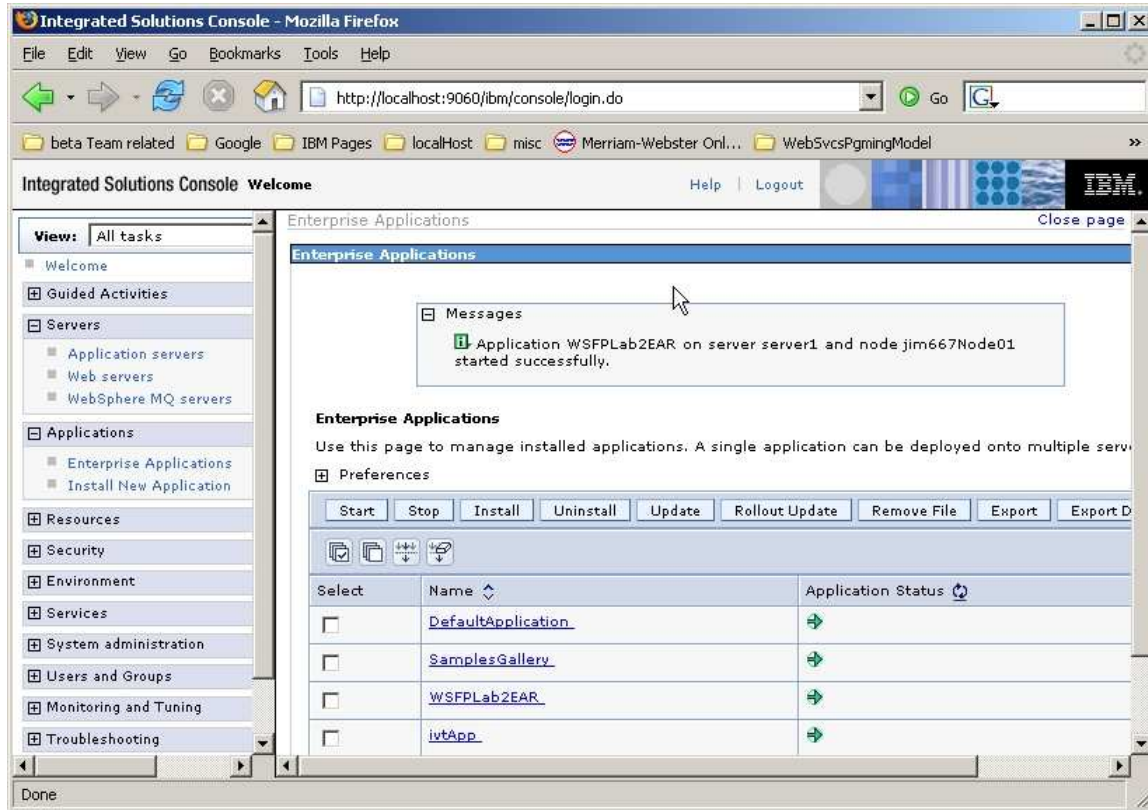 Integrated Solutions Console - Mozilla Firefox
File Edit View Go Bookmarks Tools Help
http://localhost:9060/ibm/console/login.do
Go
G
beta Team related Google IBM Pages localHost misc Merriam-Webster Onl... WebSvcsPgmingModel »
Integrated Solutions Console Welcome
Help | Logout
IBM.
View: All tasks
Welcome
Guided Activities
Servers
Application servers
Web servers
WebSphere MQ servers
Applications
Enterprise Applications
Install New Application
Resources
Security
Environment
Services
System administration
Users and Groups
Monitoring and Tuning
Troubleshooting
Enterprise Applications
Close page
Enterprise Applications
Messages
Application WSFPLab2EAR on server server1 and node jim667Node01
started successfully.
Enterprise Applications
Use this page to manage installed applications. A single application can be deployed onto multiple serv
Preferences
Start Stop Install Uninstall Update Rollout Update Remove File Export Export D
Select Name Application Status
DefaultApplication
SamplesGallery
WSFPLab2EAR
ivtApp
Done